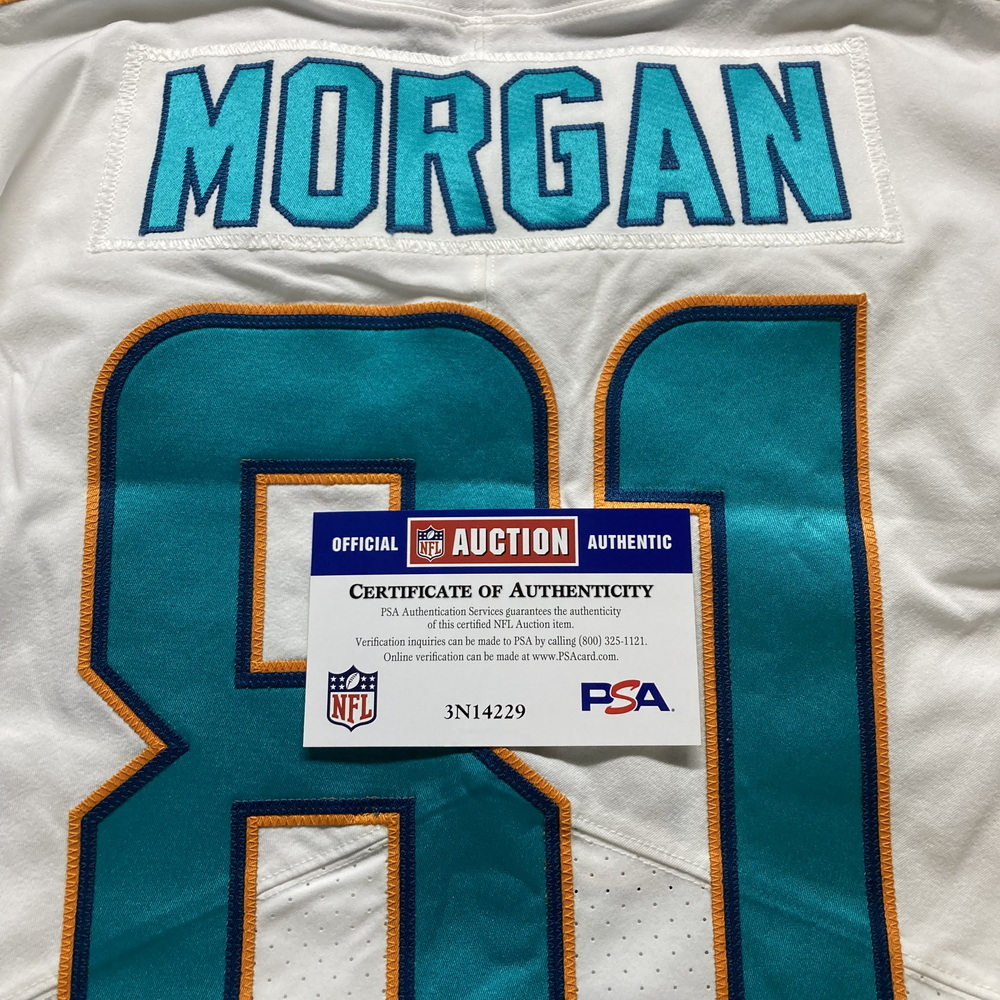 MORGAN
81
OFFICIAL NFL AUCTION AUTHENTIC
CERTIFICATE OF AUTHENTICITY
PSA Authentication Services guarantees the authenticity
of this certified NFL Auction item.
Verification inquiries can be made to PSA by calling (800) 325-1121.
Online verification can be made at www.PSAcard.com.
NFL
3N14229
PSA